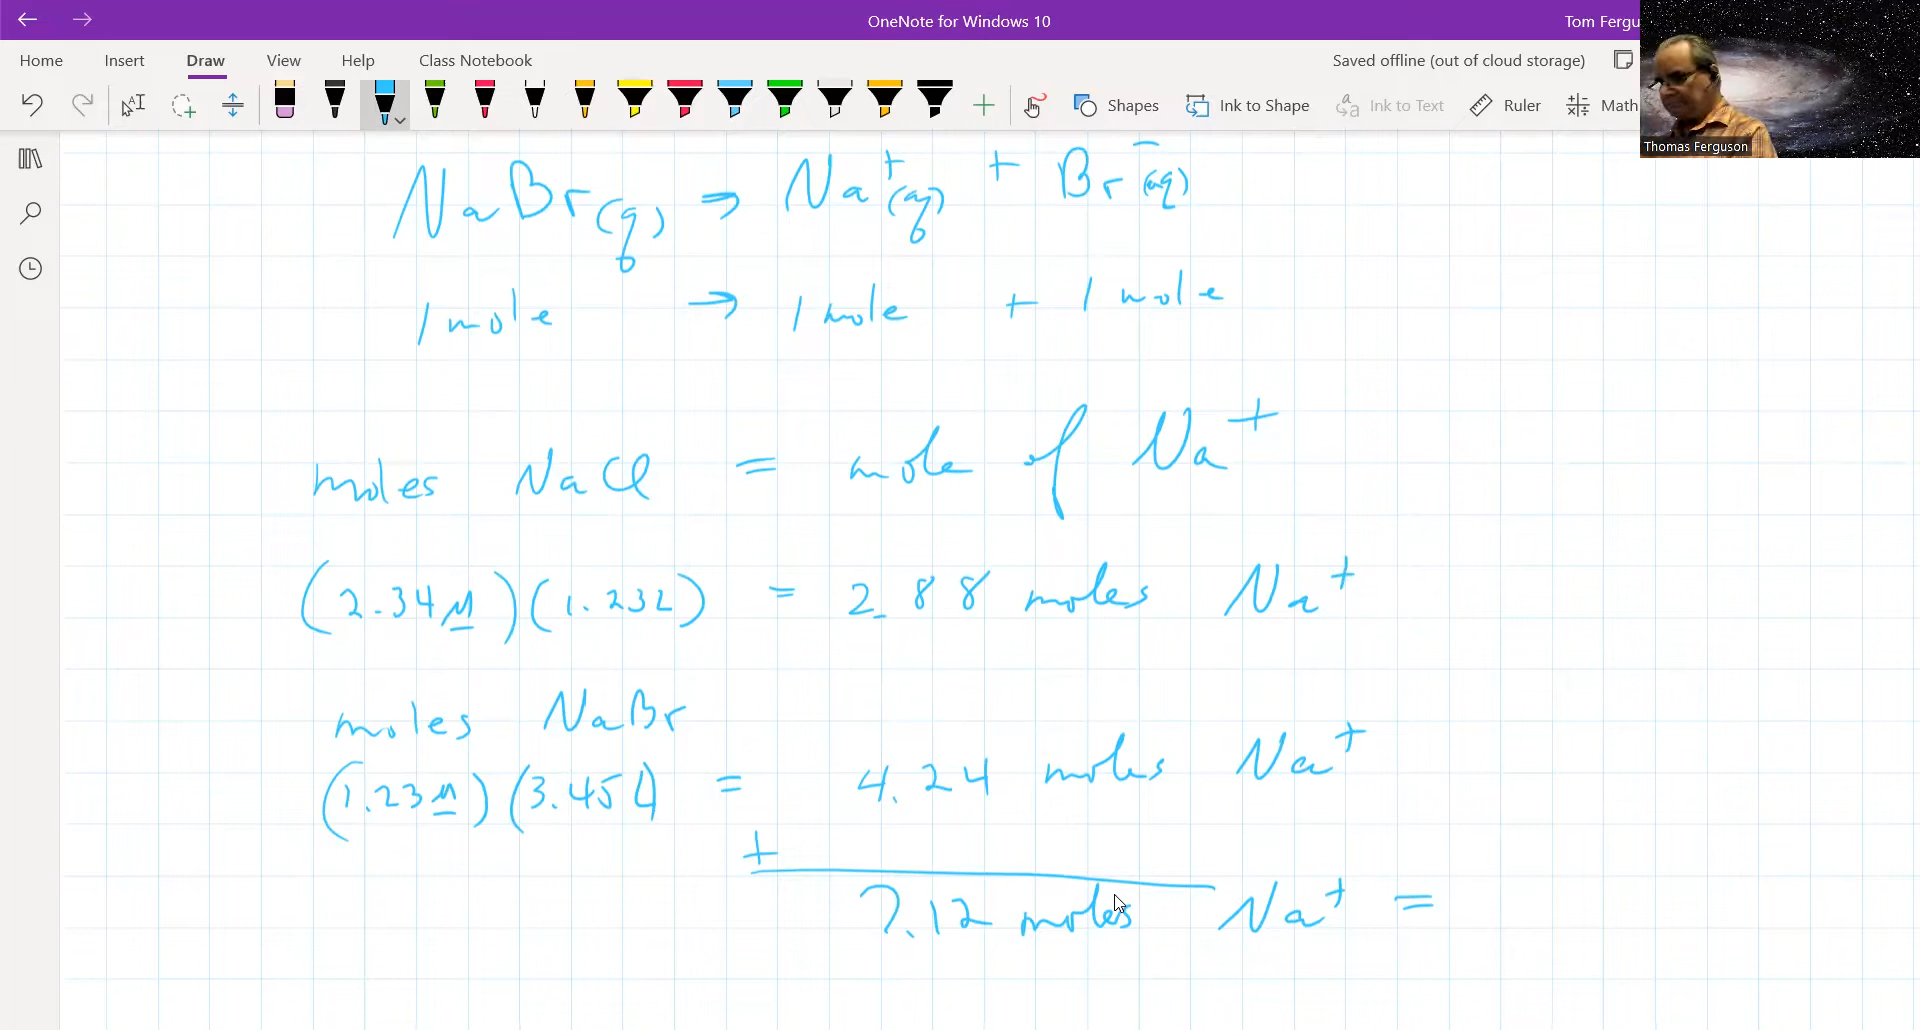 OneNote for Windows 10
Tom Fergu
Home Insert Draw View Help Class Notebook
Saved offline (out of cloud storage)
Shapes Ink to Shape Ink to Text Ruler Math
Thomas Ferguson
NaBr(q) → Na⁺(aq) + Br⁻(aq)
1 mole → 1 mole + 1 mole
moles NaCl = mole of Na⁺
(2.34M)(1.23L) = 2.88 moles Na⁺
moles NaBr
(1.23M)(3.45L) = 4.24 moles Na⁺
+
7.12 moles Na⁺ =